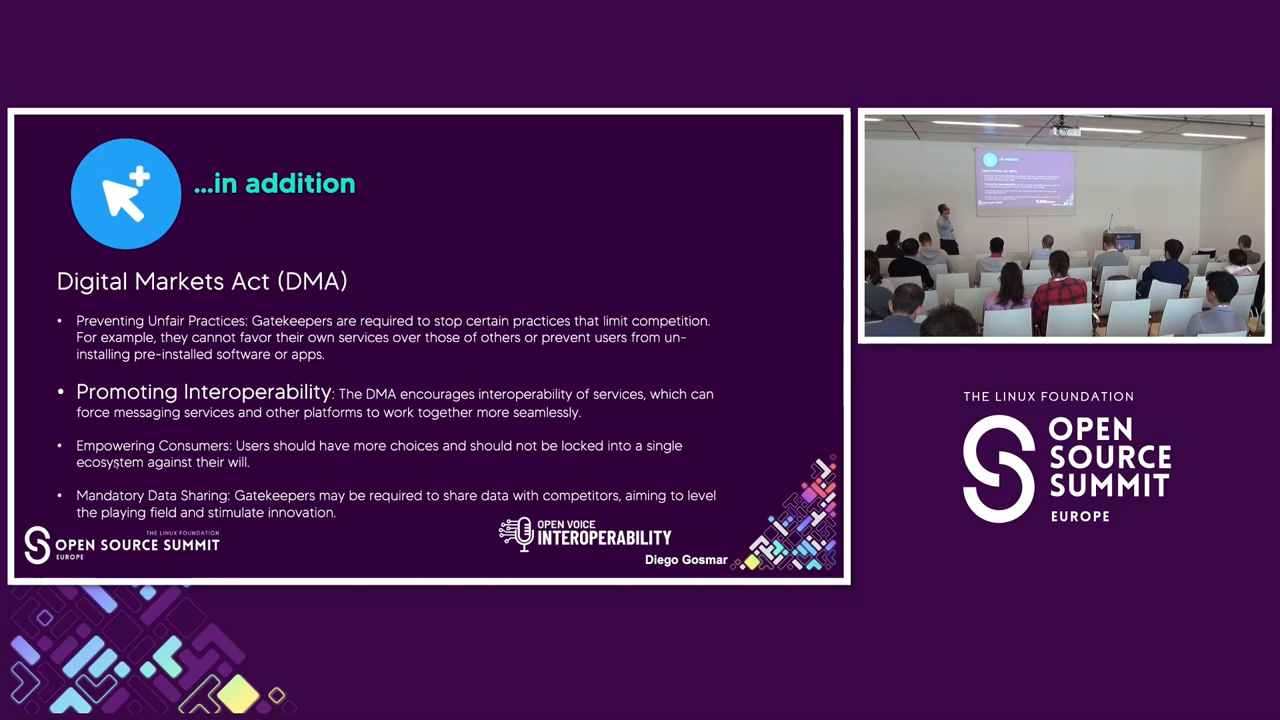 ...in addition
Digital Markets Act (DMA)
• Preventing Unfair Practices: Gatekeepers are required to stop certain practices that limit competition.
For example, they cannot favor their own services over those of others or prevent users from un-
installing pre-installed software or apps.
• Promoting Interoperability: The DMA encourages interoperability of services, which can
force messaging services and other platforms to work together more seamlessly.
• Empowering Consumers: Users should have more choices and should not be locked into a single
ecosystem against their will.
• Mandatory Data Sharing: Gatekeepers may be required to share data with competitors, aiming to level
the playing field and stimulate innovation.
THE LINUX FOUNDATION
OPEN SOURCE SUMMIT
EUROPE
OPEN VOICE
INTEROPERABILITY
Diego Gosmar
...in addition
THE LINUX FOUNDATION
OPEN
SOURCE
SUMMIT
EUROPE